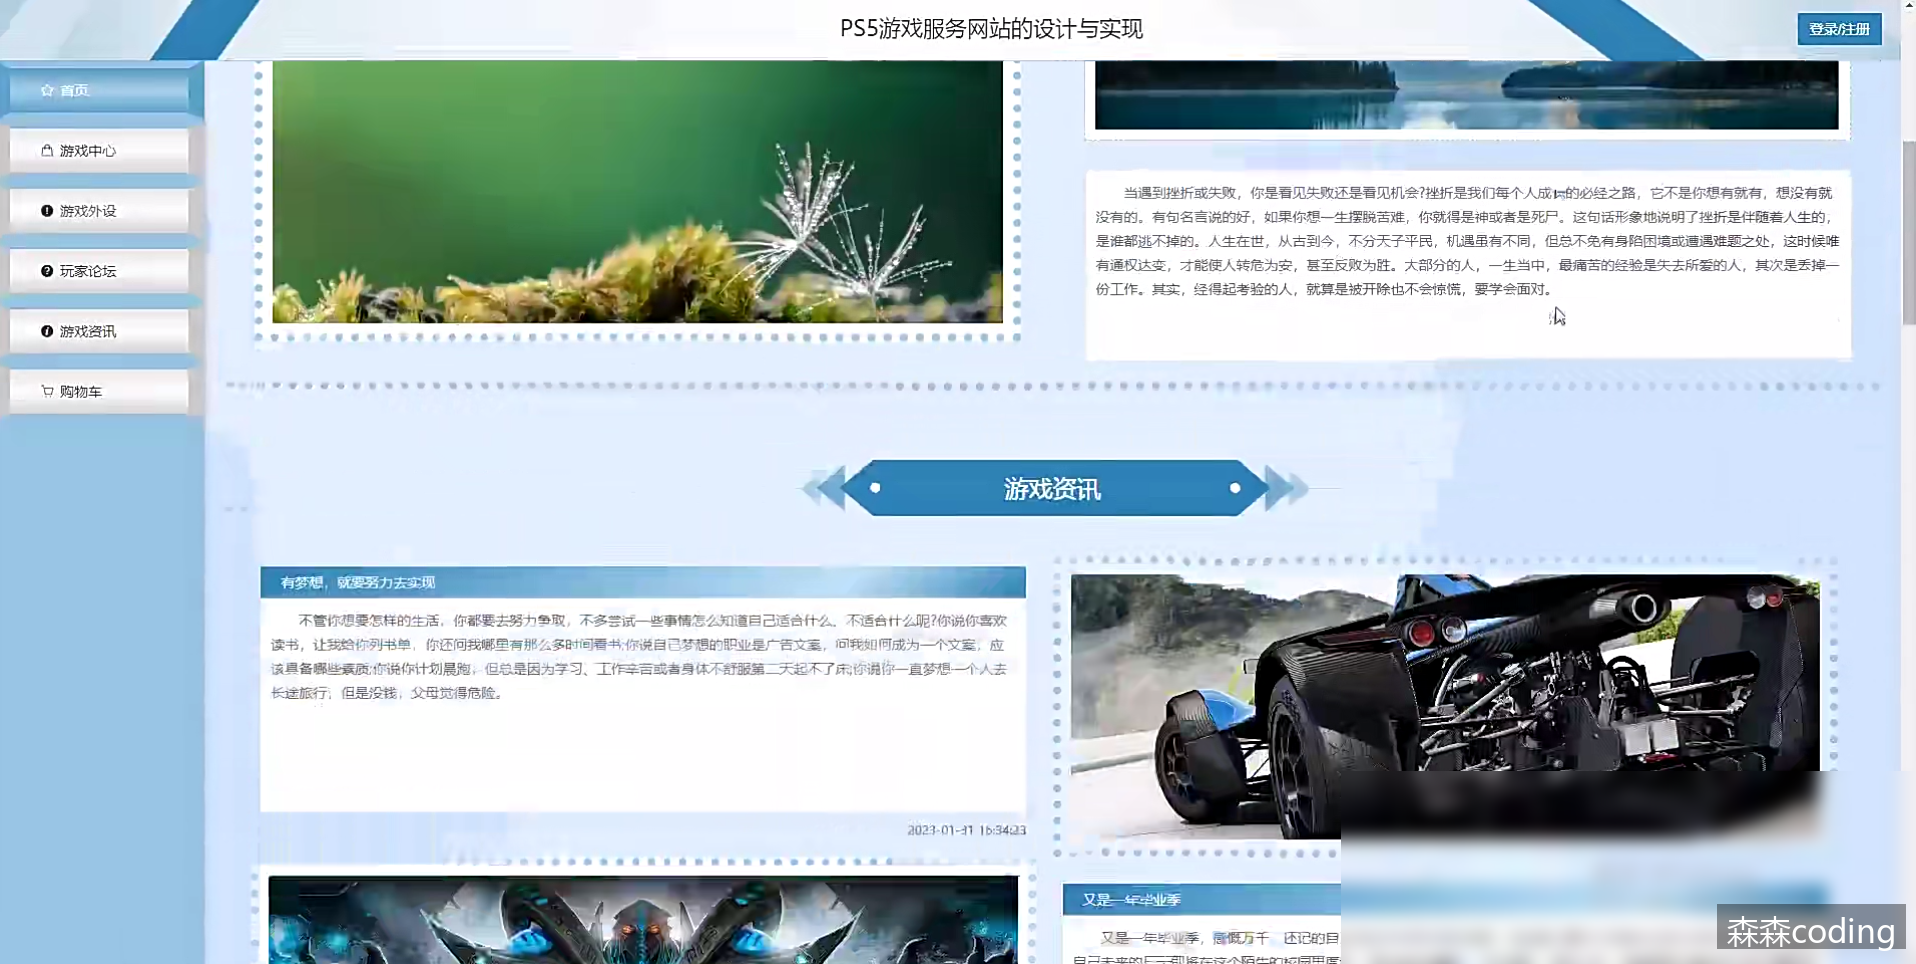 PS5游戏服务网站的设计与实现
登录/注册
首页
游戏中心
游戏外设
玩家论坛
游戏资讯
购物车
当遇到挫折或失败，你是看见失败还是看见机会?挫折是我们每个人成的必经之路，它不是你想有就有，想没有就
没有的。有句名言说的好，如果你想一生摆脱苦难，你就得是神或者是死尸。这句话形象地说明了挫折是伴随着人生的，
是谁都逃不掉的。人生在世，从古到今，不分天子平民，机遇虽有不同，但总不免有身陷困境或遭遇难题之处，这时候唯
有通权达变，才能使人转危为安，甚至反败为胜。大部分的人，一生当中，最痛苦的经验是失去所爱的人，其次是丢掉一
份工作。其实，经得起考验的人，就算是被开除也不会惊慌，要学会面对。
游戏资讯
有梦想，就要努力去实现
不管你想要怎样的生活，你都要去努力争取，不多尝试一些事情怎么知道自己适合什么、不适合什么呢?你说你喜欢
读书，让我给你列书单，你还问我哪里有那么多时间看书;你说自己梦想的职业是广告文案，问我如何成为一个文案，应
该具备哪些素质;你说你计划晨跑，但总是因为学习、工作辛苦或者身体不舒服第二天起不了床;你说你一直梦想一个人去
长途旅行，但是没钱，父母觉得危险。
又是一年毕业季
又是一年毕业季，感慨万千，还记的自
森森coding